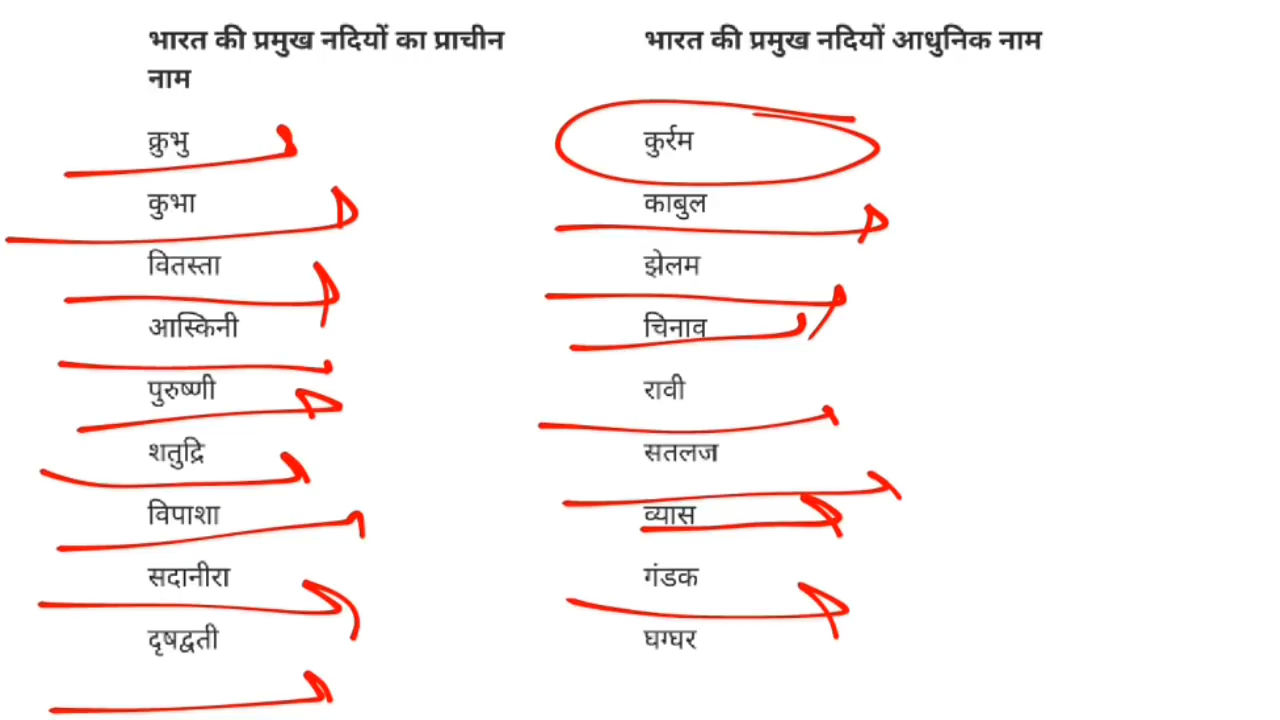 भारत की प्रमुख नदियों का प्राचीन
नाम
भारत की प्रमुख नदियों आधुनिक नाम
क्रुभु कुर्रम
कुभा काबुल
वितस्ता झेलम
आस्किनी चिनाव
पुरुष्णी रावी
शतुद्रि सतलज
विपाशा व्यास
सदानीरा गंडक
दृषद्वती घग्घर